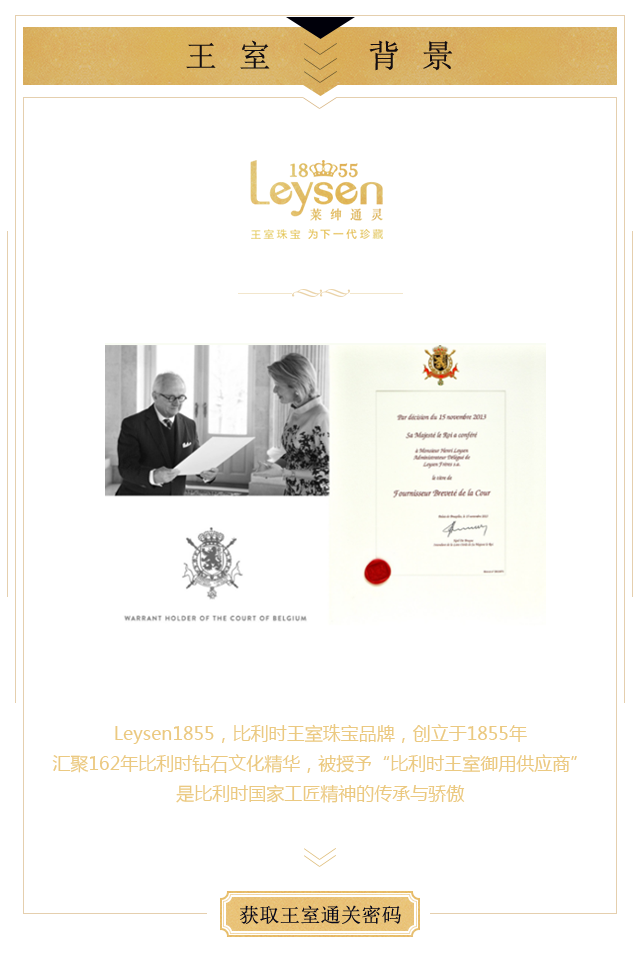 王室 背景
1855
Leysen
莱绅通灵
王室珠宝 为下一代珍藏
Par décision du 15 novembre 2013
Sa Majesté le Roi a conféré
à Monsieur Henri Leysen
Administrateur Délégué de
Leysen Frères s.a.
le titre de
Fournisseur Breveté de la Cour
WARRANT HOLDER OF THE COURT OF BELGIUM
Leysen1855，比利时王室珠宝品牌，创立于1855年
汇聚162年比利时钻石文化精华，被授予“比利时王室御用供应商”
是比利时国家工匠精神的传承与骄傲
获取王室通关密码